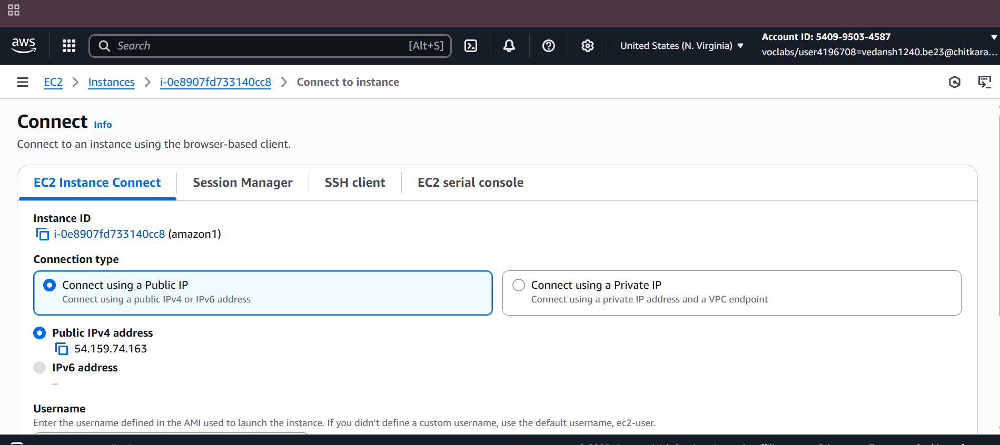 aws
Search
[Alt+S]
United States (N. Virginia)
Account ID: 5409-9503-4587
voclabs/user4196708=vedansh1240.be23@chitkara...
EC2
Instances
i-0e8907fd733140cc8
Connect to instance
Connect Info
Connect to an instance using the browser-based client.
EC2 Instance Connect
Session Manager
SSH client
EC2 serial console
Instance ID
i-0e8907fd733140cc8 (amazon1)
Connection type
Connect using a Public IP
Connect using a public IPv4 or IPv6 address
Connect using a Private IP
Connect using a private IP address and a VPC endpoint
Public IPv4 address
54.159.74.163
IPv6 address
–
Username
Enter the username defined in the AMI used to launch the instance. If you didn't define a custom username, use the default username, ec2-user.